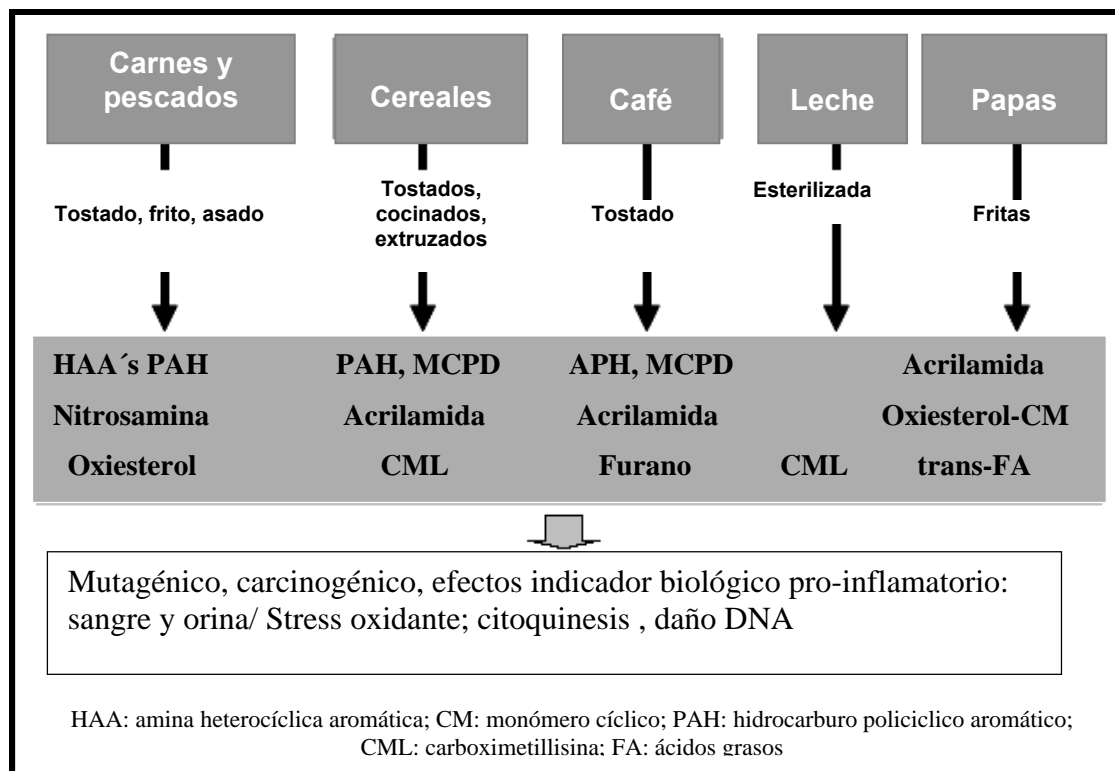 Carnes y
pescados
Cereales
Café
Leche
Papas
Tostado, frito, asado
Tostados,
cocinados,
extruzados
Tostado
Esterilizada
Fritas
HAA´s PAH
PAH, MCPD
APH, MCPD
Acrilamida
Nitrosamina
Acrilamida
Acrilamida
Oxiesterol-CM
Oxiesterol
CML
Furano
CML
trans-FA
Mutagénico, carcinogénico, efectos indicador biológico pro-inflamatorio:
sangre y orina/ Stress oxidante; citoquinesis , daño DNA
HAA: amina heterocíclica aromática; CM: monómero cíclico; PAH: hidrocarburo policiclico aromático;
CML: carboximetillisina; FA: ácidos grasos